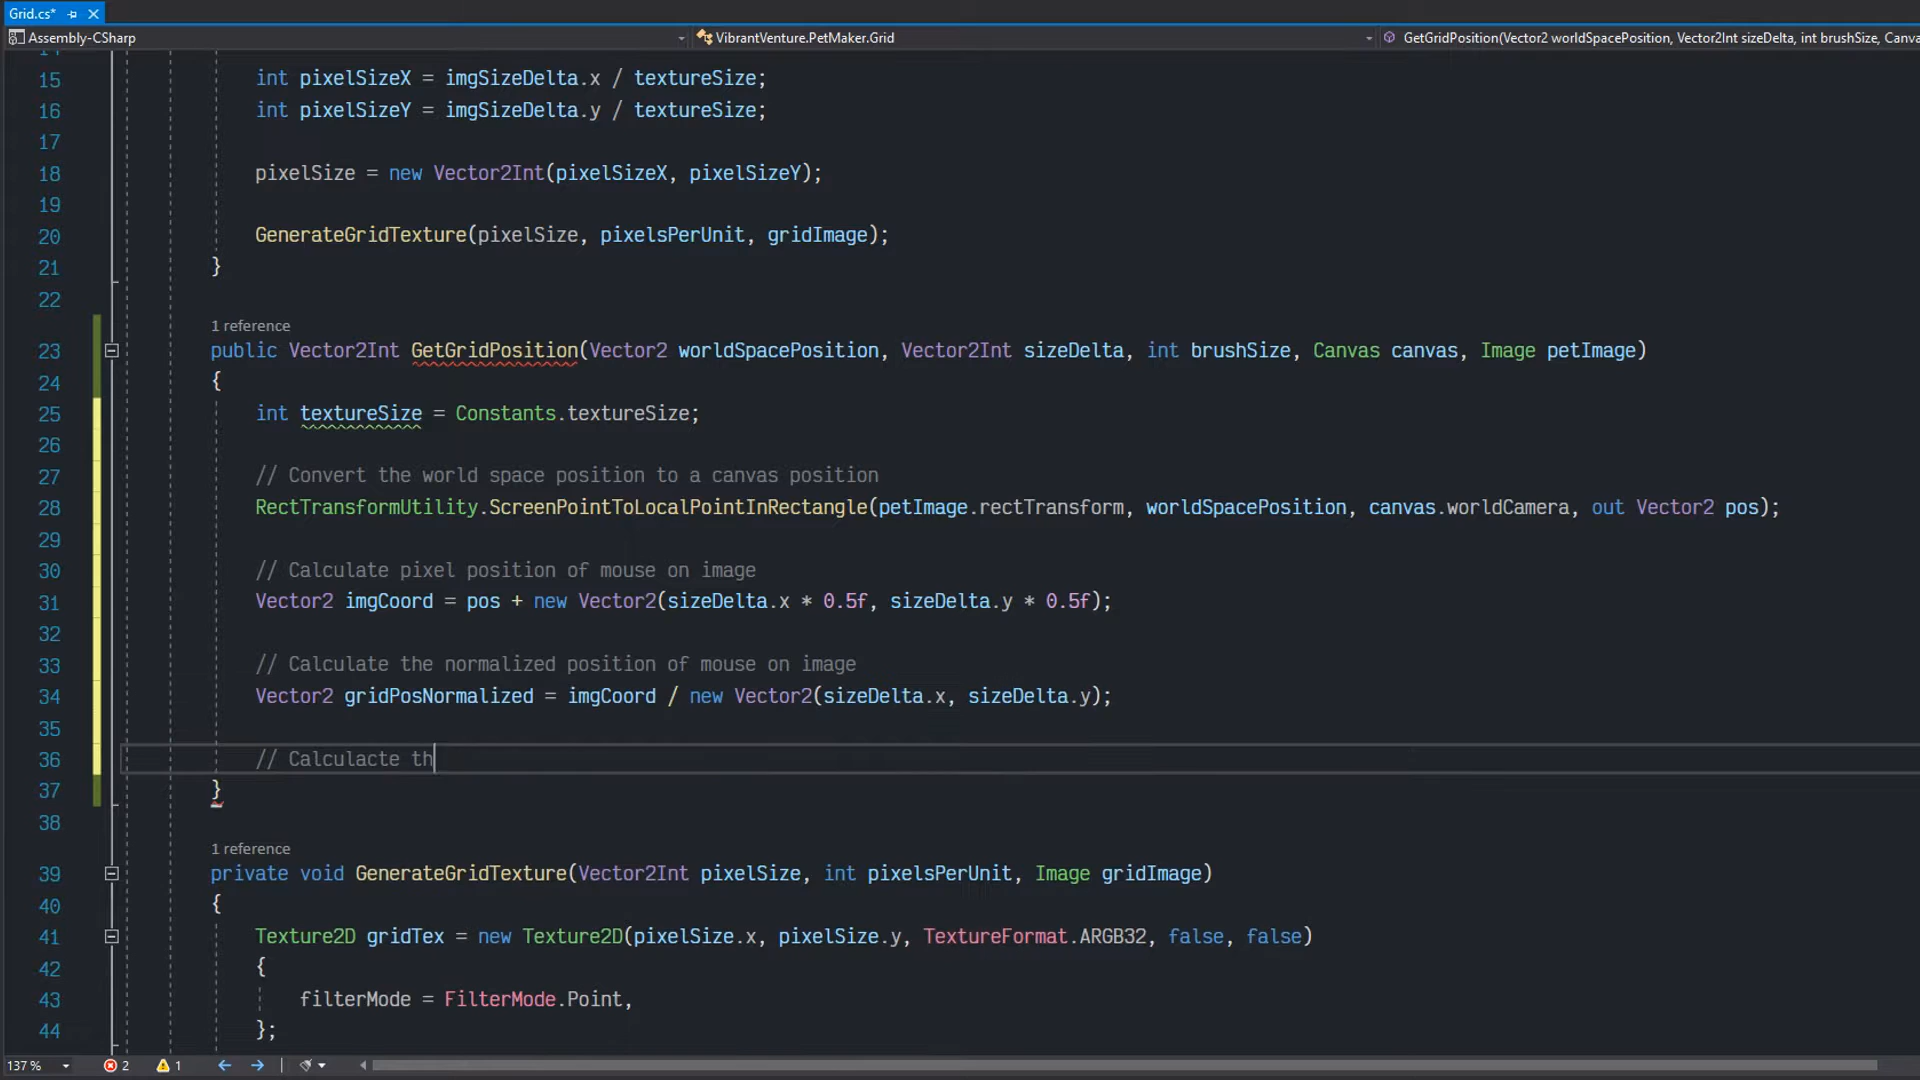 Grid.cs*
Assembly-CSharp VibrantVenture.PetMaker.Grid GetGridPosition(Vector2 worldSpacePosition, Vector2Int sizeDelta, int brushSize, Canva
15 int pixelSizeX = imgSizeDelta.x / textureSize;
16 int pixelSizeY = imgSizeDelta.y / textureSize;
17
18 pixelSize = new Vector2Int(pixelSizeX, pixelSizeY);
19
20 GenerateGridTexture(pixelSize, pixelsPerUnit, gridImage);
21 }
22
1 reference
23 public Vector2Int GetGridPosition(Vector2 worldSpacePosition, Vector2Int sizeDelta, int brushSize, Canvas canvas, Image petImage)
24 {
25 int textureSize = Constants.textureSize;
26
27 // Convert the world space position to a canvas position
28 RectTransformUtility.ScreenPointToLocalPointInRectangle(petImage.rectTransform, worldSpacePosition, canvas.worldCamera, out Vector2 pos);
29
30 // Calculate pixel position of mouse on image
31 Vector2 imgCoord = pos + new Vector2(sizeDelta.x * 0.5f, sizeDelta.y * 0.5f);
32
33 // Calculate the normalized position of mouse on image
34 Vector2 gridPosNormalized = imgCoord / new Vector2(sizeDelta.x, sizeDelta.y);
35
36 // Calculacte th
37 }
38
1 reference
39 private void GenerateGridTexture(Vector2Int pixelSize, int pixelsPerUnit, Image gridImage)
40 {
41 Texture2D gridTex = new Texture2D(pixelSize.x, pixelSize.y, TextureFormat.ARGB32, false, false)
42 {
43 filterMode = FilterMode.Point,
44 };
137 % 2 1